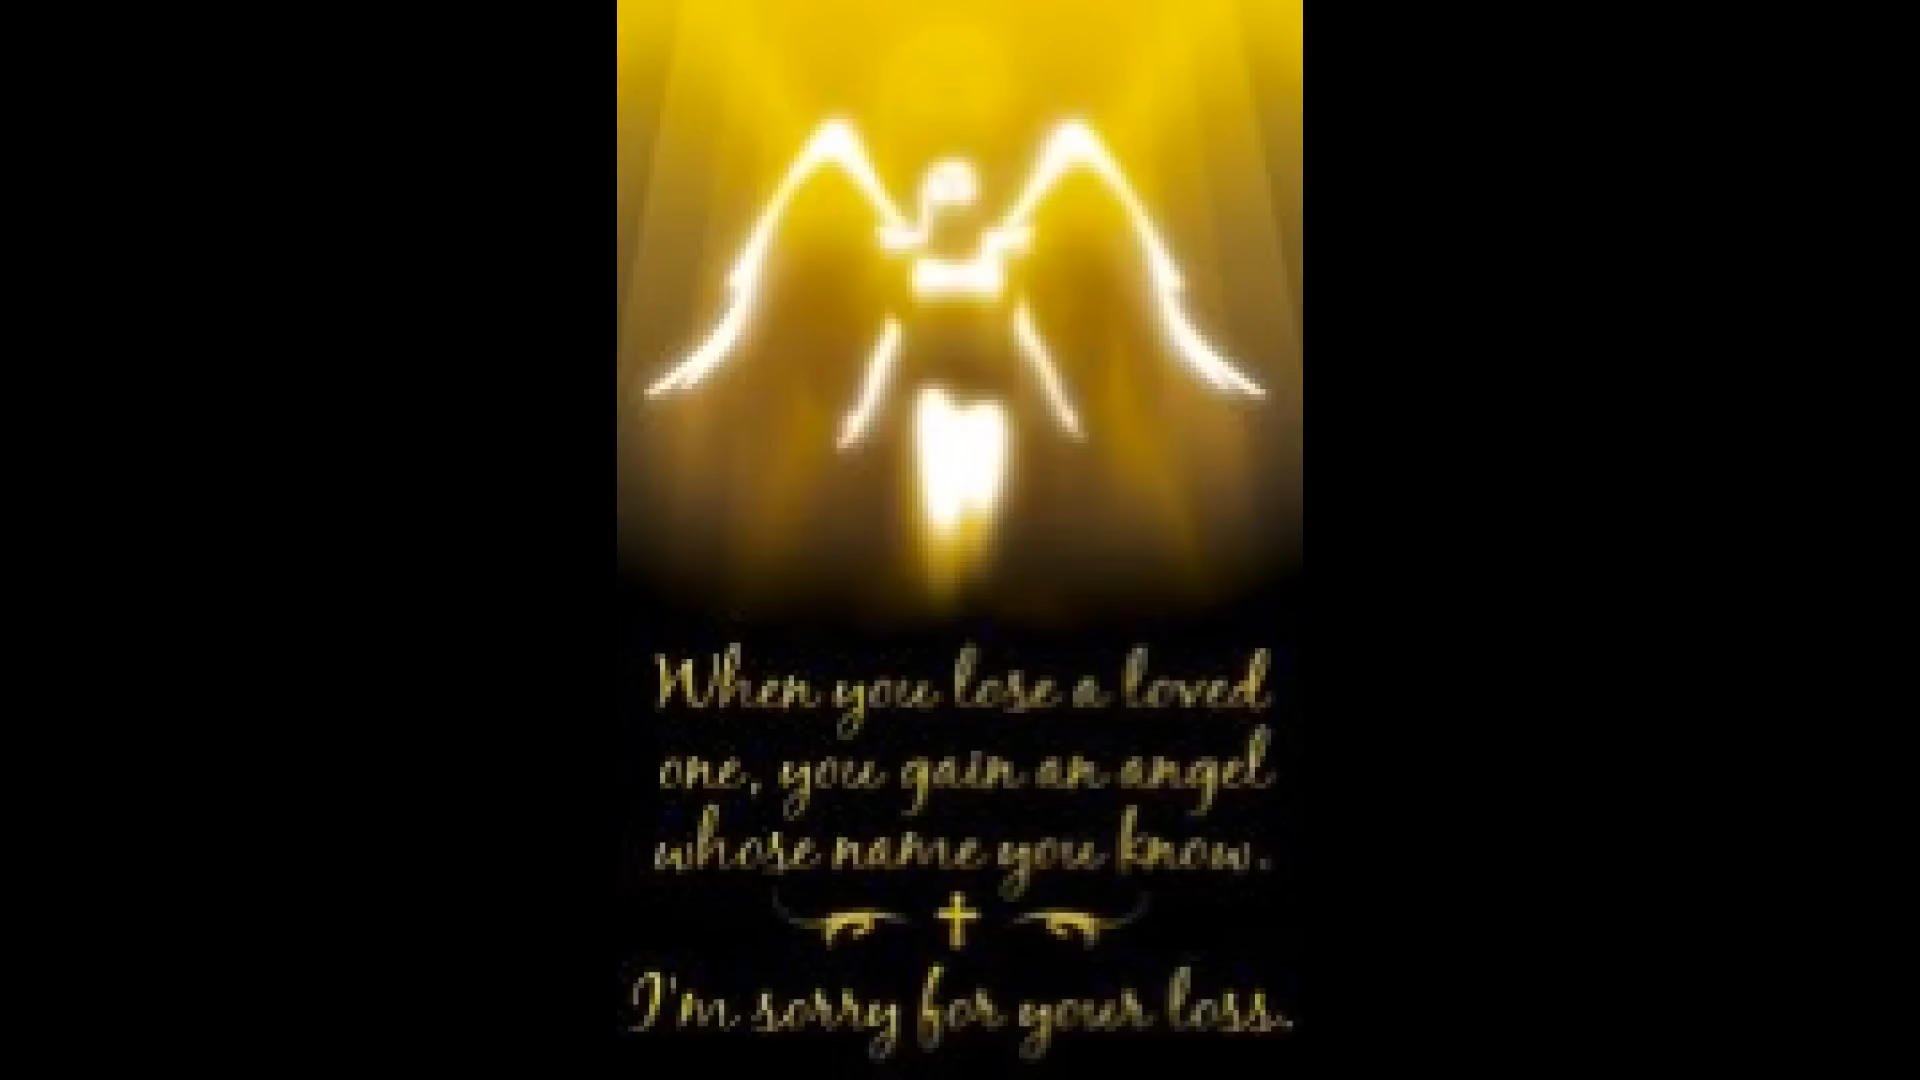 When you lose a loved
one, you gain an angel
whose name you know.
I'm sorry for your loss.